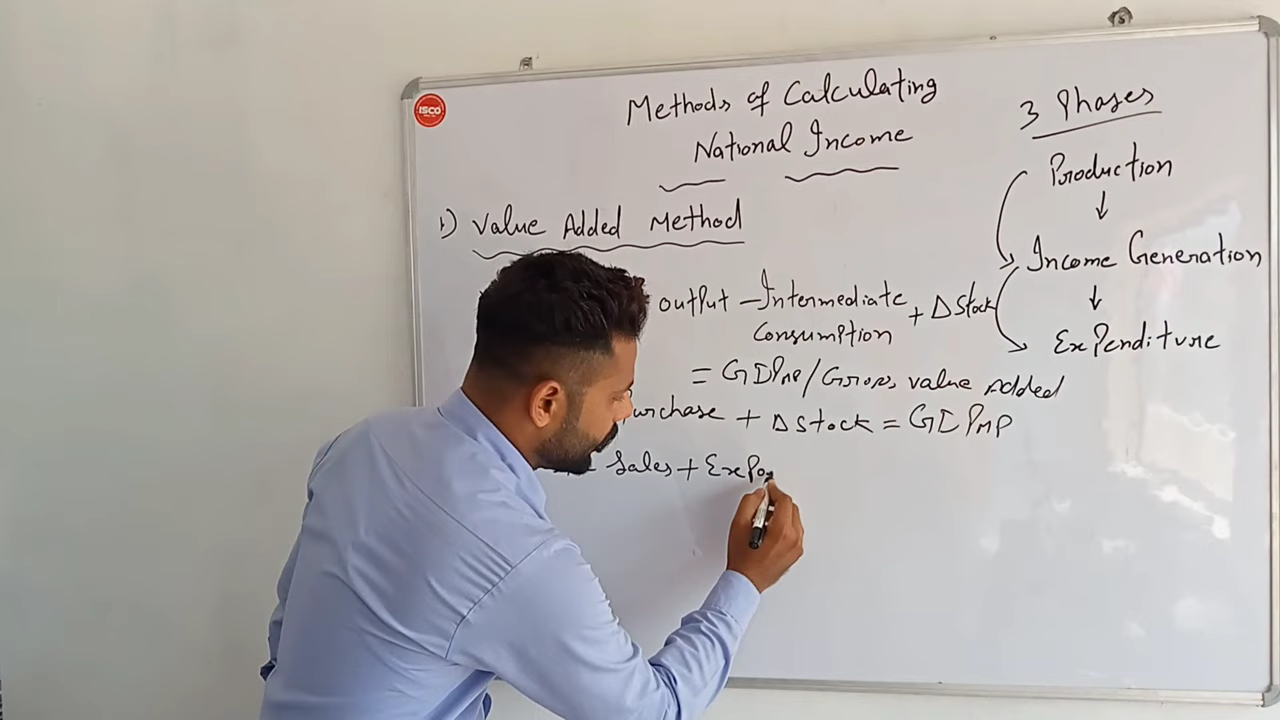 ISCO
Methods of Calculating
National Income
1) Value Added Method
output - Intermediate Consumption + Δ Stock
= GDPMP/Gross value Added
urchase + Δ Stock = GDPMP
Sales + Expo
3 Phases
Production
↓
Income Generation
↓
Expenditure